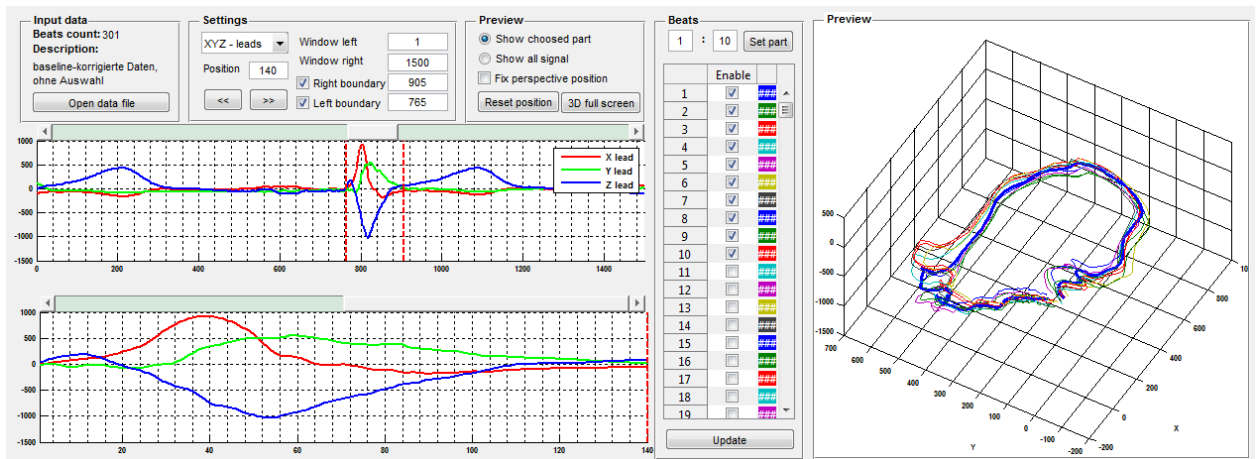 Input data
Beats count: 301
Description:
baseline-korrigierte Daten,
ohne Auswahl
Open data file
Settings
XYZ - leads
Window left 1
Window right 1500
Position 140
Right boundary 905
<< >>
Left boundary 765
Preview
Show choosed part
Show all signal
Fix perspective position
Reset position 3D full screen
Beats
1 : 10 Set part
Enable
1 ###
2 ###
3 ###
4 ###
5 ###
6 ###
7 ###
8 ###
9 ###
10 ###
11 ###
12 ###
13 ###
14 ###
15 ###
16 ###
17 ###
18 ###
19 ###
Update
1000
500
0
-500
-1000
-1500
0 200 400 600 800 1000 1200 1400
X lead
Y lead
Z lead
1000
500
0
-500
-1000
-1500
20 40 60 80 100 120 140
Preview
500
0
-500
-1000
-1500
700
600
500
400
300
200
100
0
-100
-200
Y
-200
0
200
400
600
800
10
X